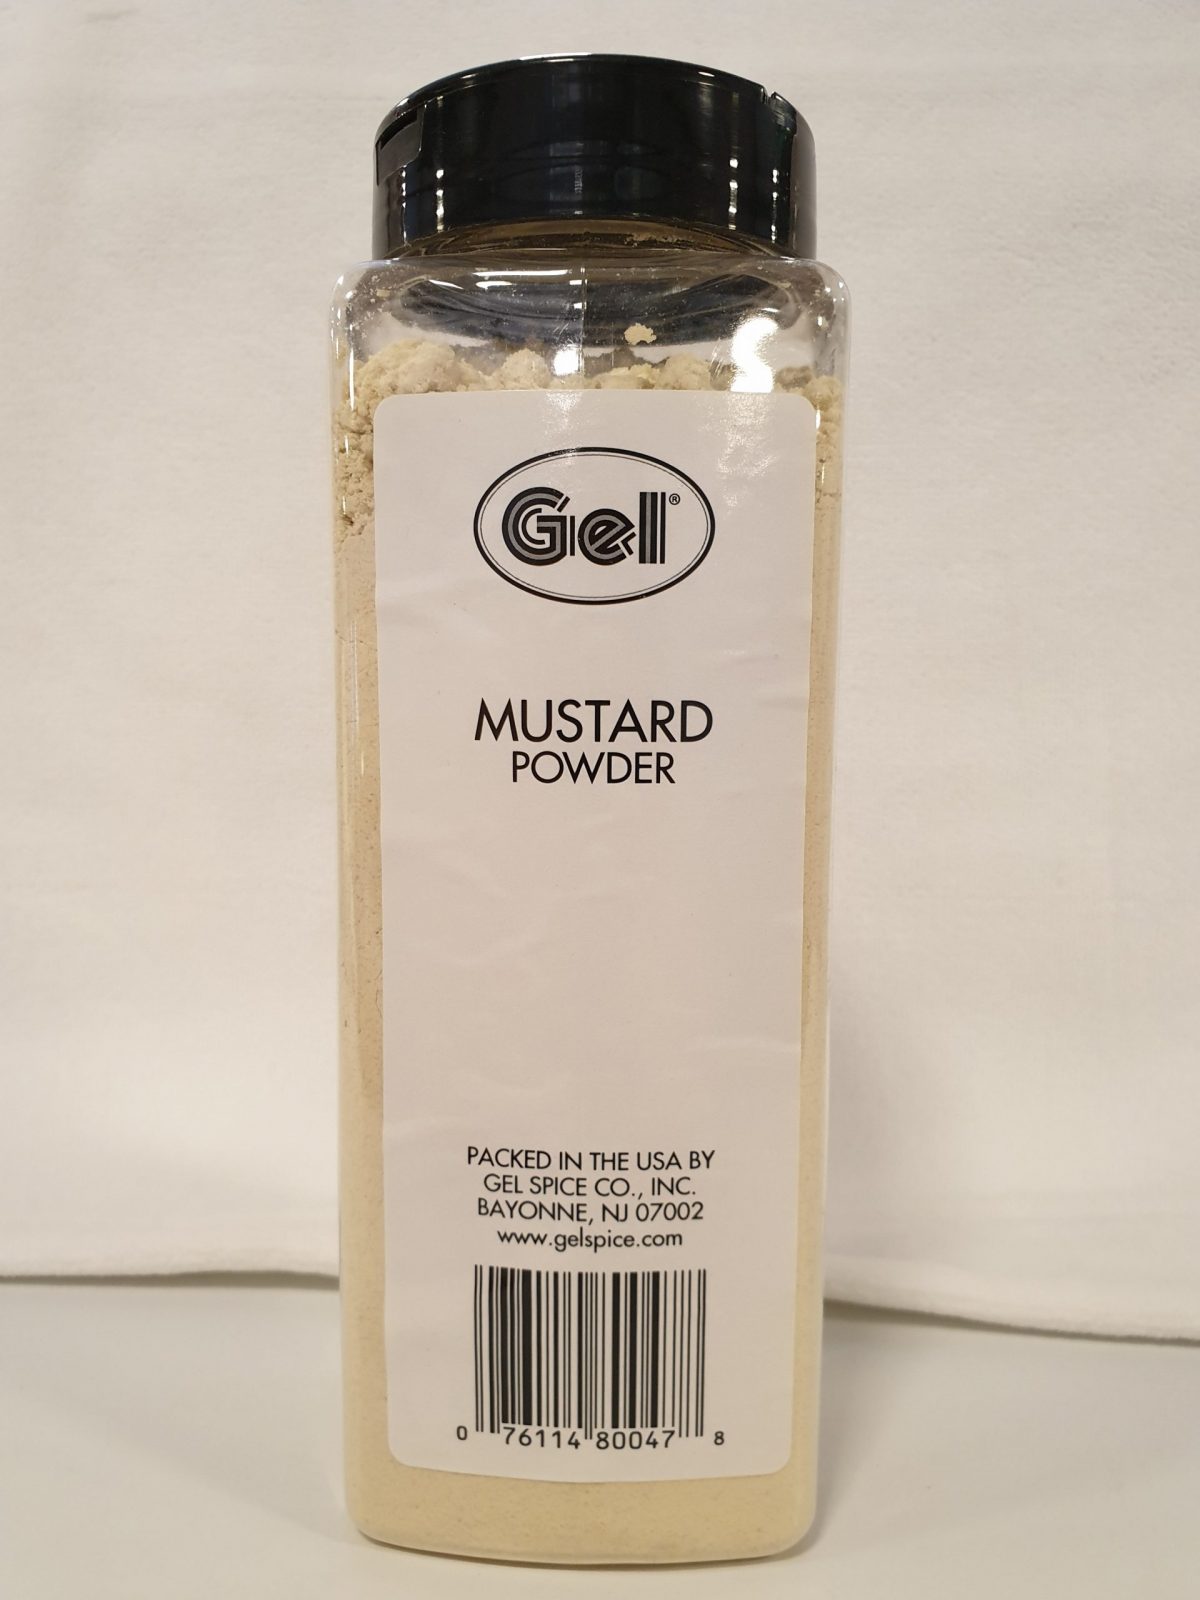 Gel®
MUSTARD
POWDER
PACKED IN THE USA BY
GEL SPICE CO., INC.
BAYONNE, NJ 07002
www.gelspice.com
0 76114 80047 8